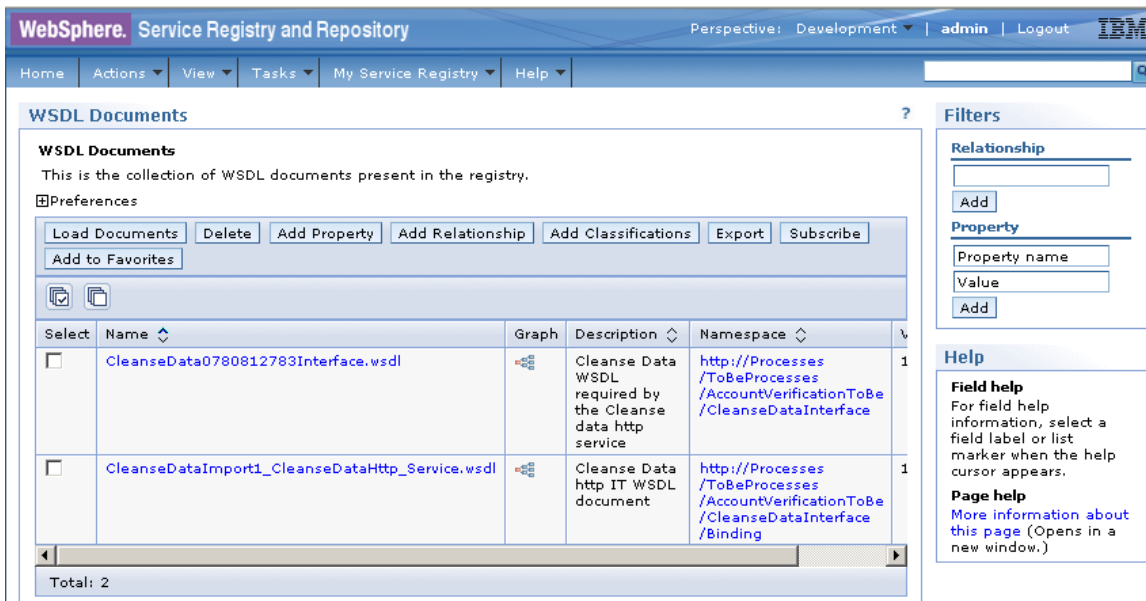 WebSphere. Service Registry and Repository
Perspective: Development | admin | Logout
IBM
Home
Actions
View
Tasks
My Service Registry
Help
WSDL Documents
?
WSDL Documents
This is the collection of WSDL documents present in the registry.
Preferences
Load Documents
Delete
Add Property
Add Relationship
Add Classifications
Export
Subscribe
Add to Favorites
Select
Name
Graph
Description
Namespace
CleanseData0780812783Interface.wsdl
Cleanse Data
WSDL
required by
the Cleanse
data http
service
http://Processes
/ToBeProcesses
/AccountVerificationToBe
/CleanseDataInterface
1
CleanseDataImport1_CleanseDataHttp_Service.wsdl
Cleanse Data
http IT WSDL
document
http://Processes
/ToBeProcesses
/AccountVerificationToBe
/CleanseDataInterface
/Binding
1
Total: 2
Filters
Relationship
Add
Property
Property name
Value
Add
Help
Field help
For field help
information, select a
field label or list
marker when the help
cursor appears.
Page help
More information about
this page (Opens in a
new window.)